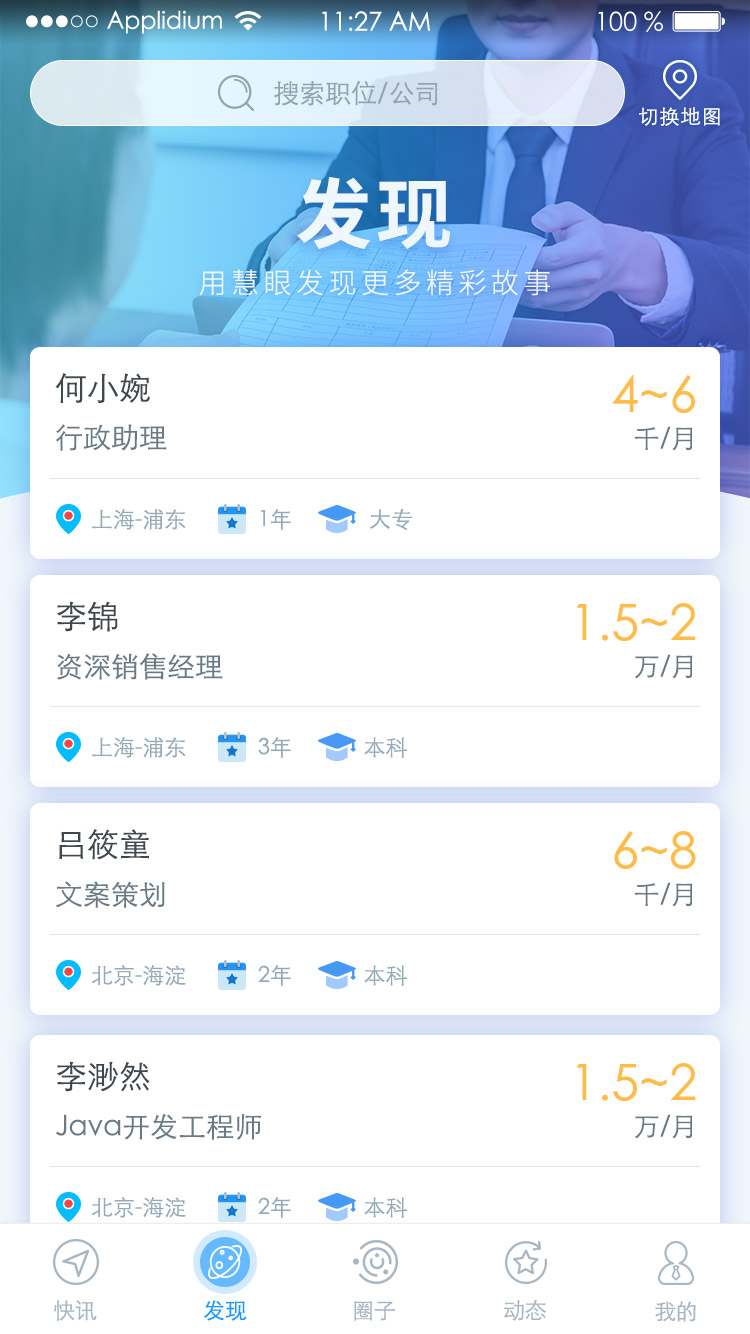 Applidium 11:27 AM 100 %
搜索职位/公司
切换地图
发现
用慧眼发现更多精彩故事
何小婉 4~6
行政助理 千/月
上海-浦东 1年 大专
李锦 1.5~2
资深销售经理 万/月
上海-浦东 3年 本科
吕筱童 6~8
文案策划 千/月
北京-海淀 2年 本科
李渺然 1.5~2
Java开发工程师 万/月
北京-海淀 2年 本科
快讯 发现 圈子 动态 我的